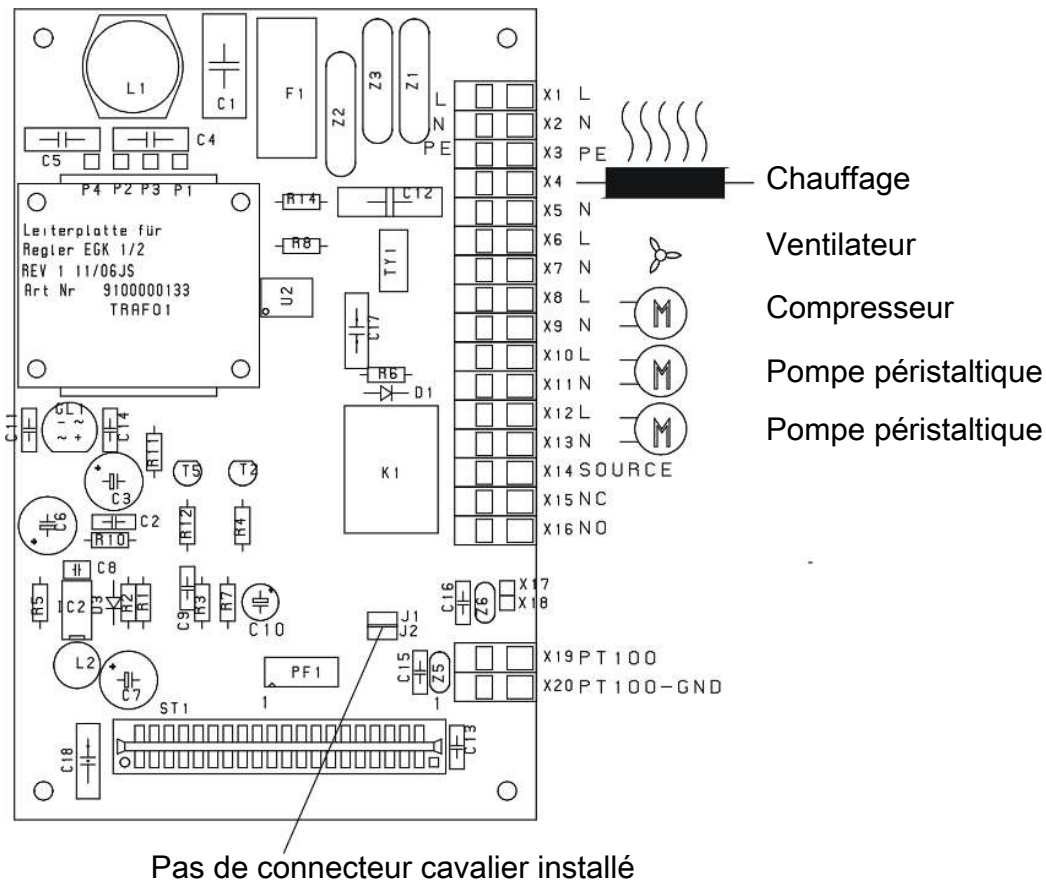 L1
C1
F1
Z2
Z3
Z1
L
N
PE
C5
C4
P4 P2 P3 P1
Leiterplatte für
Regler EGK 1/2
REV 1 11/06JS
Art Nr 9100000133
TRAFO1
R14
C12
R8
TY1
U2
C17
R6
D1
X1 L
X2 N
X3 PE
X4
Chauffage
X5 N
X6 L
Ventilateur
X7 N
X8 L
Compresseur
X9 N
X10 L
Pompe péristaltique
X11 N
X12 L
Pompe péristaltique
X13 N
X14 SOURCE
X15 NC
X16 NO
M
M
M
C11
GL1
- ~
~ +
C14
R11
C3
T5
T2
K1
C6
C2
R10
R12
R4
C8
R5
IC2
D3
R2
R1
C9
R3
R7
C10
J1
J2
C16
Z6
X17
X18
L2
C7
PF1
1
C15
Z5
1
X19 PT100
X20 PT100-GND
ST1
C18
C13
Pas de connecteur cavalier installé